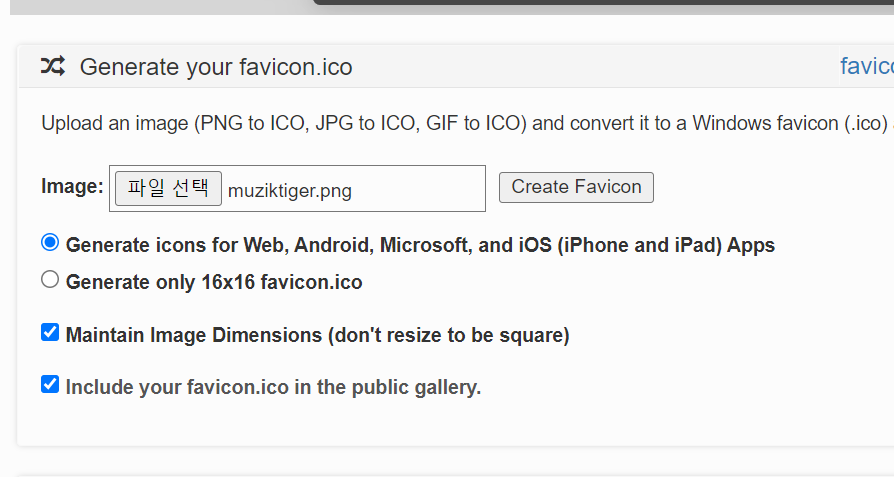 Generate your favicon.ico
favic
Upload an image (PNG to ICO, JPG to ICO, GIF to ICO) and convert it to a Windows favicon (.ico)
Image: 파일 선택 muziktiger.png Create Favicon
Generate icons for Web, Android, Microsoft, and iOS (iPhone and iPad) Apps
Generate only 16x16 favicon.ico
Maintain Image Dimensions (don't resize to be square)
Include your favicon.ico in the public gallery.